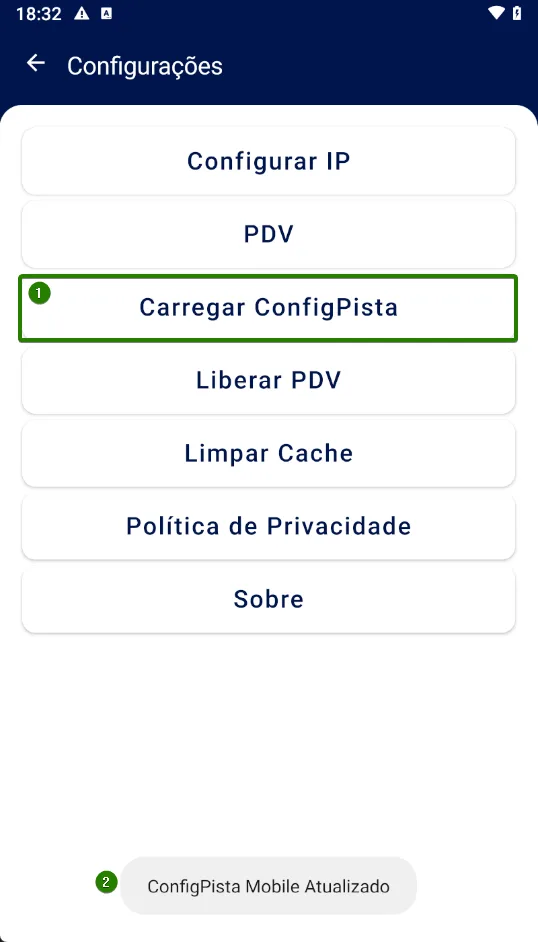 18:32
Configurações
Configurar IP
PDV
1
Carregar ConfigPista
Liberar PDV
Limpar Cache
Política de Privacidade
Sobre
2
ConfigPista Mobile Atualizado